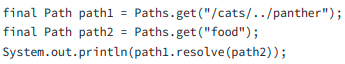 final Path path1 = Paths.get("/cats/../panther");
final Path path2 = Paths.get("food");
System.out.println(path1.resolve(path2));